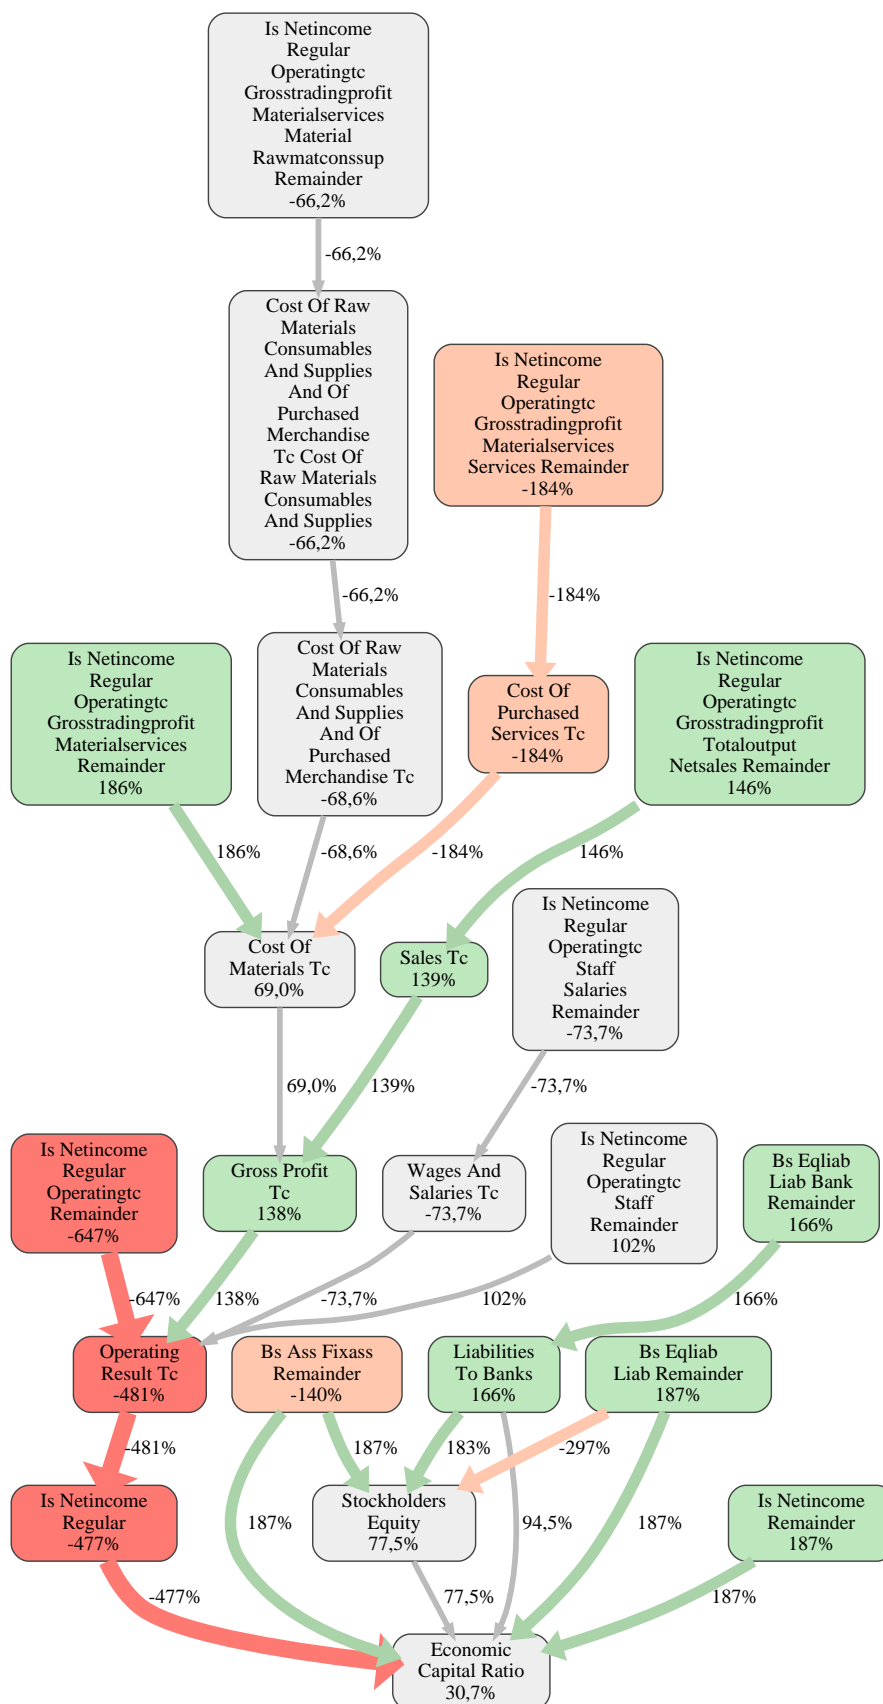 Is Netincome
Regular
Operatingtc
Grosstradingprofit
Materialservices
Material
Rawmatconssup
Remainder
-66,2%
-66,2%
Cost Of Raw
Materials
Consumables
And Supplies
And Of
Purchased
Merchandise
Tc Cost Of
Raw Materials
Consumables
And Supplies
-66,2%
Is Netincome
Regular
Operatingtc
Grosstradingprofit
Materialservices
Services Remainder
-184%
-66,2%
-184%
Is Netincome
Regular
Operatingtc
Grosstradingprofit
Materialservices
Remainder
186%
Cost Of Raw
Materials
Consumables
And Supplies
And Of
Purchased
Merchandise Tc
-68,6%
Cost Of
Purchased
Services Tc
-184%
Is Netincome
Regular
Operatingtc
Grosstradingprofit
Totaloutput
Netsales Remainder
146%
186%
-68,6%
-184%
146%
Cost Of
Materials Tc
69,0%
Sales Tc
139%
Is Netincome
Regular
Operatingtc
Staff
Salaries
Remainder
-73,7%
69,0%
139%
-73,7%
Is Netincome
Regular
Operatingtc
Remainder
-647%
Gross Profit
Tc
138%
Wages And
Salaries Tc
-73,7%
Is Netincome
Regular
Operatingtc
Staff
Remainder
102%
Bs Eqliab
Liab Bank
Remainder
166%
-647%
138%
-73,7%
102%
166%
Operating
Result Tc
-481%
Bs Ass Fixass
Remainder
-140%
Liabilities
To Banks
166%
Bs Eqliab
Liab Remainder
187%
-481%
187%
183%
-297%
Is Netincome
Regular
-477%
Stockholders
Equity
77,5%
Is Netincome
Remainder
187%
187%
94,5%
187%
-477%
77,5%
187%
Economic
Capital Ratio
30,7%